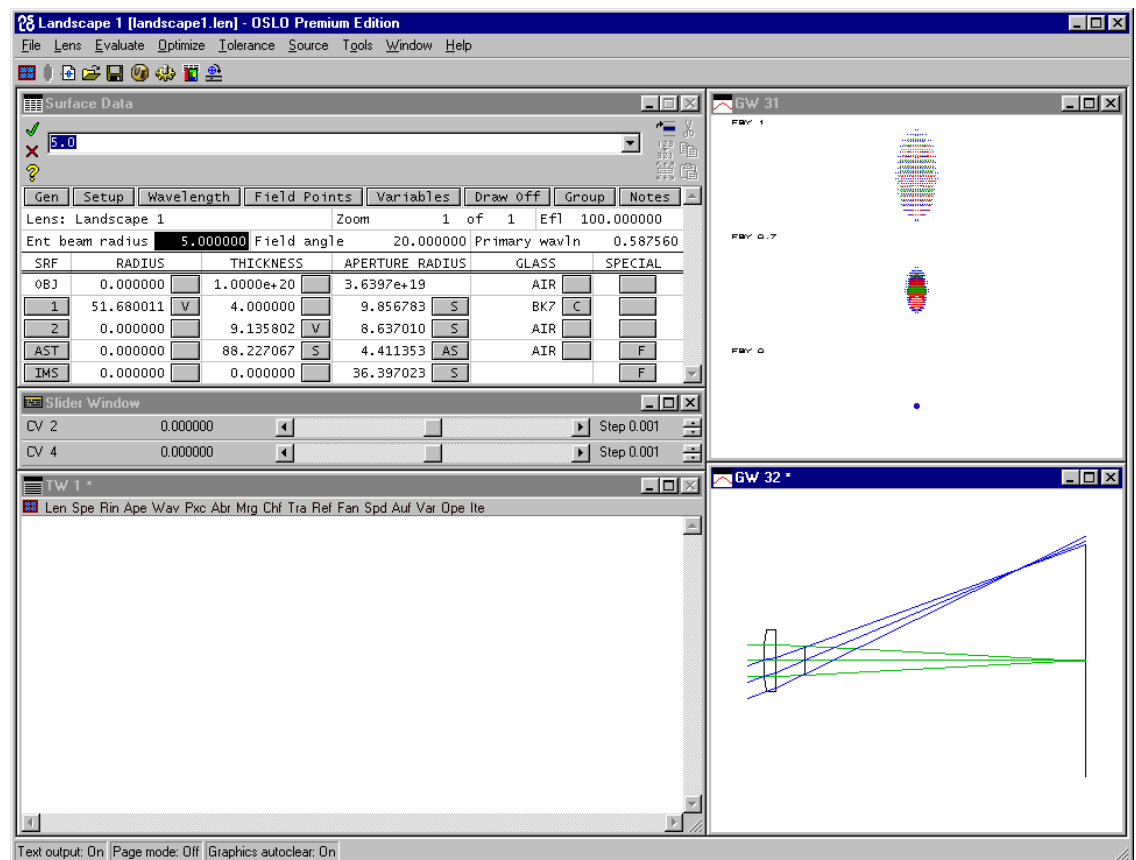 Landscape 1 [landscape1.len] - OSLO Premium Edition
File Lens Evaluate Optimize Tolerance Source Tools Window Help
Surface Data
5.0
Gen Setup Wavelength Field Points Variables Draw Off Group Notes
Lens: Landscape 1 Zoom 1 of 1 Efl 100.000000
Ent beam radius 5.000000 Field angle 20.000000 Primary wavln 0.587560
SRF RADIUS THICKNESS APERTURE RADIUS GLASS SPECIAL
OBJ 0.000000 1.0000e+20 3.6397e+19 AIR
1 51.680011 V 4.000000 9.856783 S BK7 C
2 0.000000 9.135802 V 8.637010 S AIR
AST 0.000000 88.227067 S 4.411353 AS AIR F
IMS 0.000000 0.000000 36.397023 S F
Slider Window
CV 2 0.000000 Step 0.001
CV 4 0.000000 Step 0.001
TW 1 *
Len Spe Rin Ape Wav Pxc Abr Mrg Chf Tra Ref Fan Spd Auf Var Ope Ite
GW 31
FBY 1
FBY 0.7
FBY 0
GW 32 *
Text output: On Page mode: Off Graphics autoclear: On